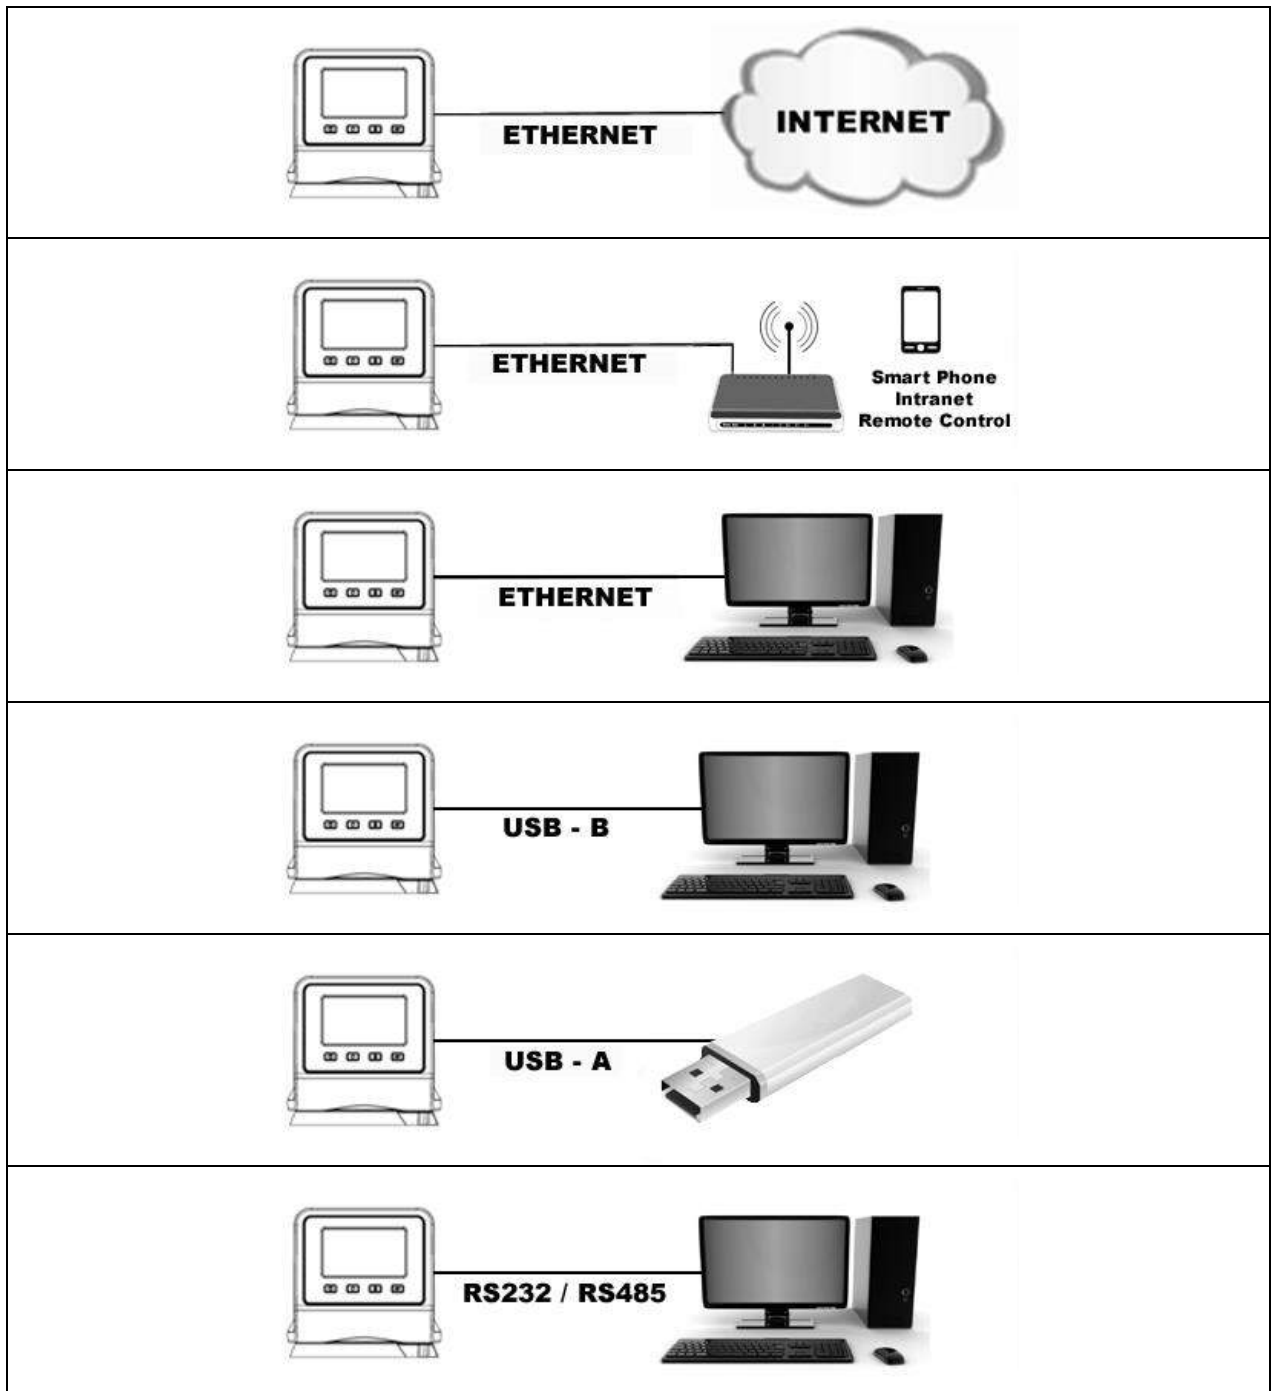 ETHERNET
INTERNET
ETHERNET
Smart Phone
Intranet
Remote Control
ETHERNET
USB - B
USB - A
RS232 / RS485